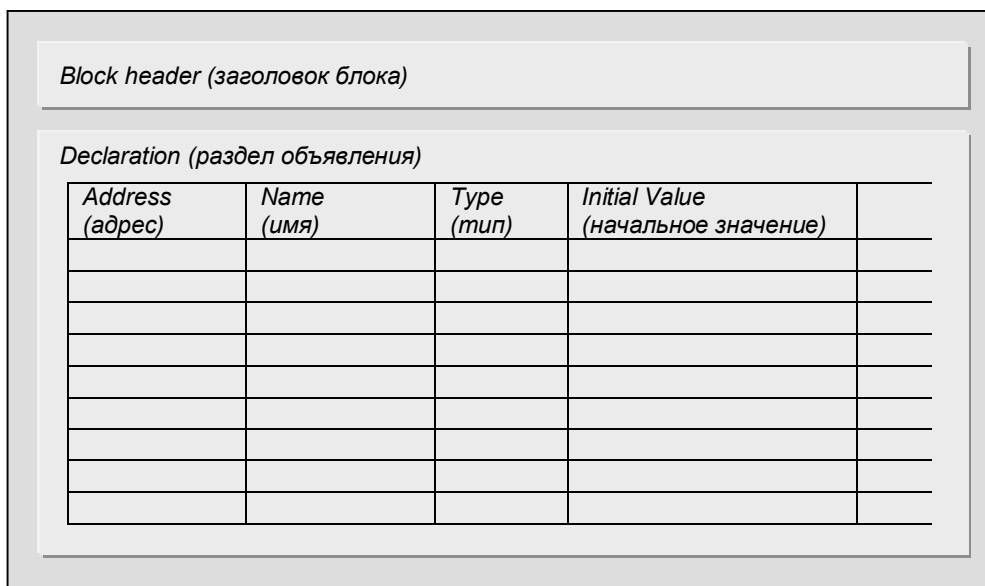 Block header (заголовок блока)
Declaration (раздел объявления)
Address Name Type Initial Value
(адрес) (имя) (тип) (начальное значение)